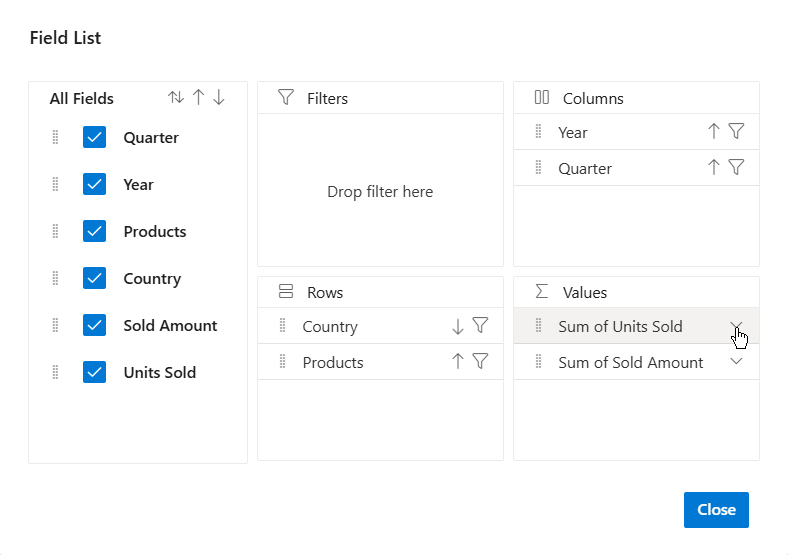 Field List
All Fields
Quarter
Year
Products
Country
Sold Amount
Units Sold
Filters
Drop filter here
Columns
Year
Quarter
Rows
Country
Products
Values
Sum of Units Sold
Sum of Sold Amount
Close